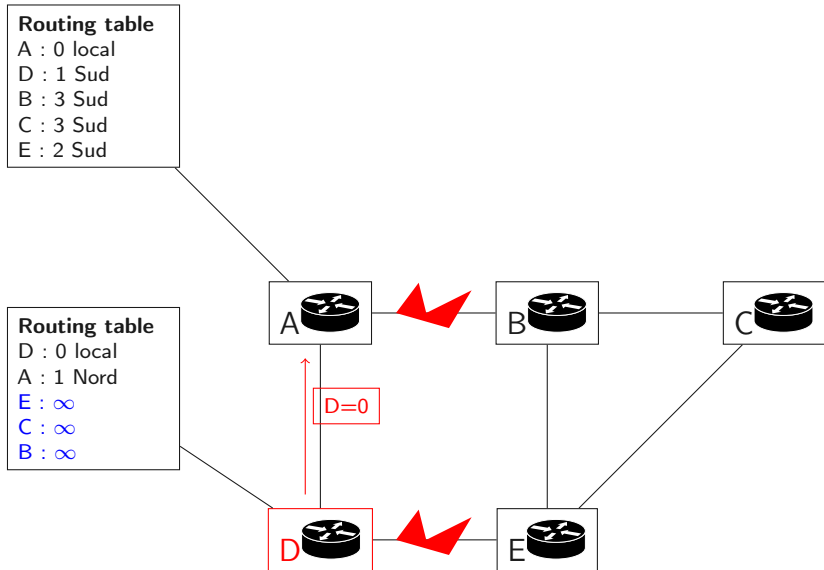 Routing table
A : 0 local
D : 1 Sud
B : 3 Sud
C : 3 Sud
E : 2 Sud
A
B
C
Routing table
D : 0 local
A : 1 Nord
E : ∞
C : ∞
B : ∞
D=0
D
E